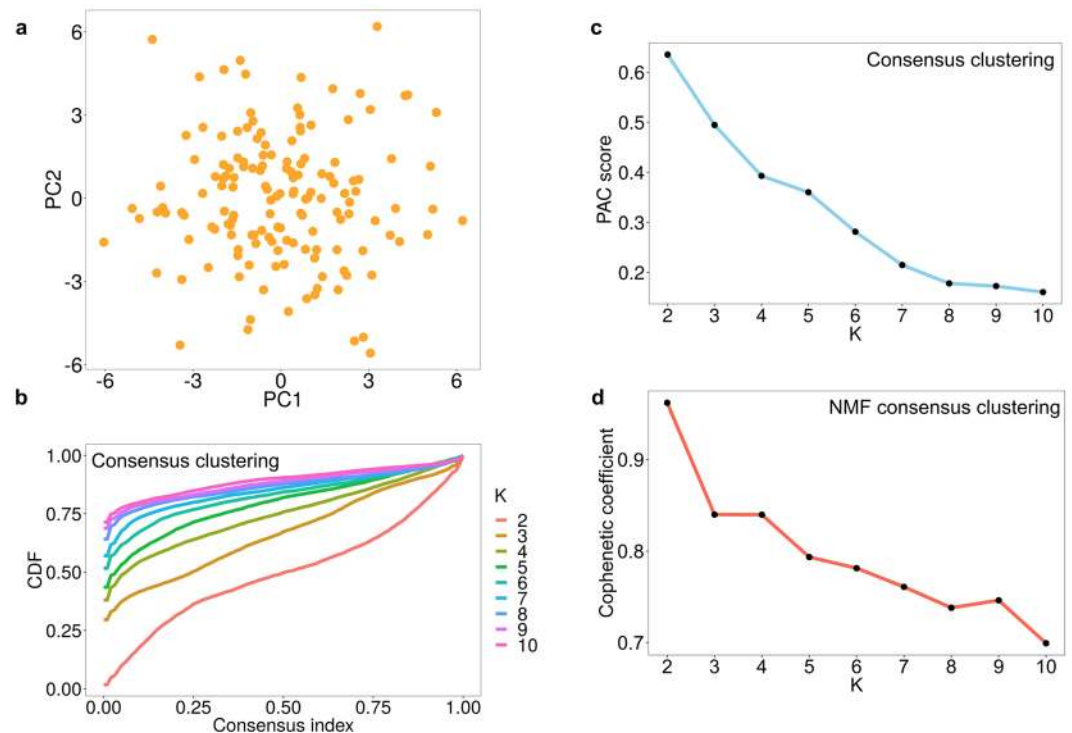 a
6
3
0
-3
-6
PC2
-6 -3 0 3 6
PC1
b
Consensus clustering
1.00
0.75
0.50
0.25
0.00
CDF
0.00 0.25 0.50 0.75 1.00
Consensus index
K
2
3
4
5
6
7
8
9
10
c
Consensus clustering
0.6
0.5
0.4
0.3
0.2
PAC score
2 3 4 5 6 7 8 9 10
K
d
NMF consensus clustering
0.9
0.8
0.7
Cophenetic coefficient
2 3 4 5 6 7 8 9 10
K